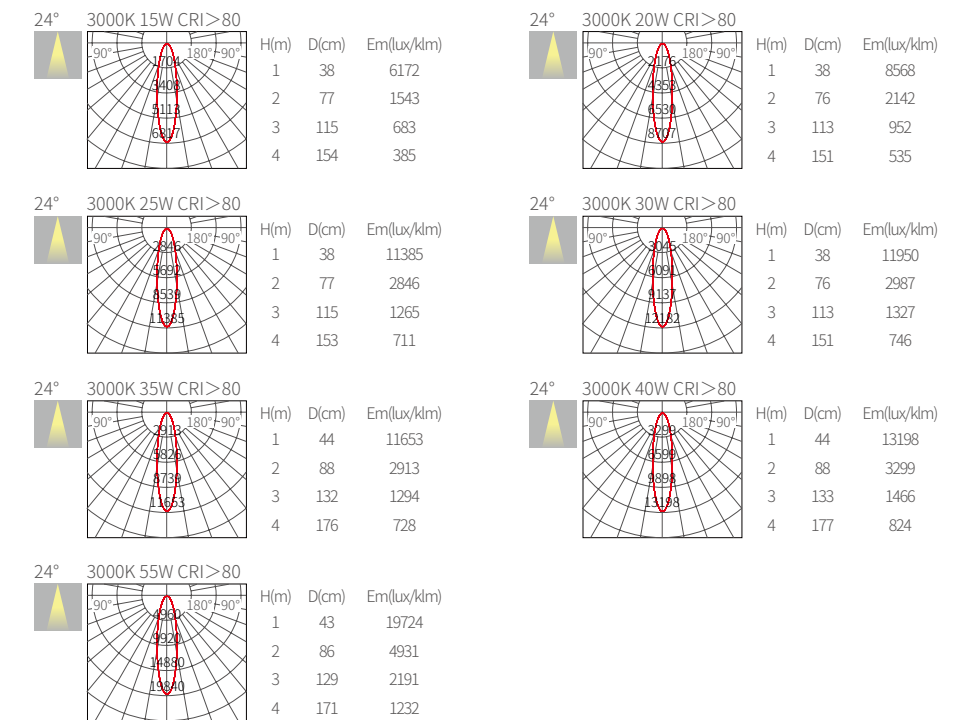 24° 3000K 15W CRI>80
90° 180° 90°
1704
3408
5113
6817
H(m) D(cm) Em(lux/klm)
1 38 6172
2 77 1543
3 115 683
4 154 385
24° 3000K 20W CRI>80
90° 180° 90°
2176
4353
6530
8707
H(m) D(cm) Em(lux/klm)
1 38 8568
2 76 2142
3 113 952
4 151 535
24° 3000K 25W CRI>80
90° 180° 90°
2846
5692
8539
11385
H(m) D(cm) Em(lux/klm)
1 38 11385
2 77 2846
3 115 1265
4 153 711
24° 3000K 30W CRI>80
90° 180° 90°
3045
6091
9137
12182
H(m) D(cm) Em(lux/klm)
1 38 11950
2 76 2987
3 113 1327
4 151 746
24° 3000K 35W CRI>80
90° 180° 90°
2913
5826
8739
11653
H(m) D(cm) Em(lux/klm)
1 44 11653
2 88 2913
3 132 1294
4 176 728
24° 3000K 40W CRI>80
90° 180° 90°
3299
6599
9898
13198
H(m) D(cm) Em(lux/klm)
1 44 13198
2 88 3299
3 133 1466
4 177 824
24° 3000K 55W CRI>80
90° 180° 90°
4960
9920
14880
19840
H(m) D(cm) Em(lux/klm)
1 43 19724
2 86 4931
3 129 2191
4 171 1232